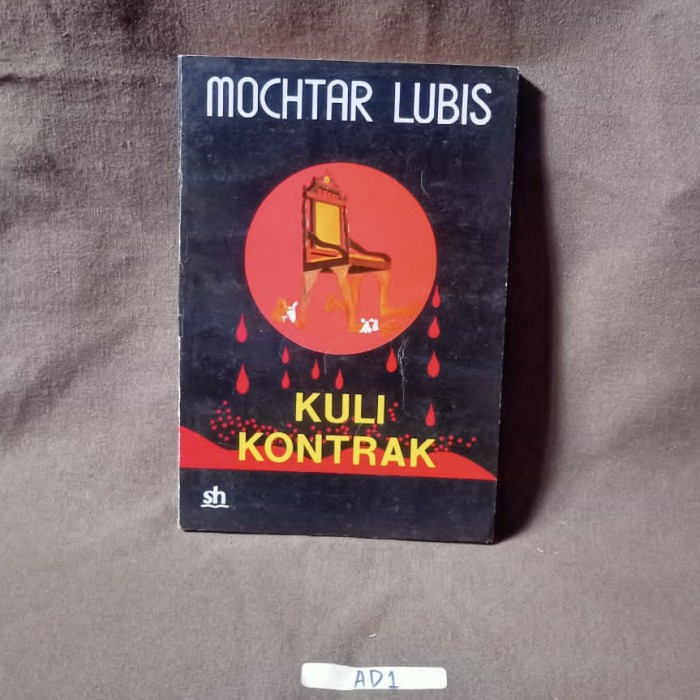 MOCHTAR LUBIS
KULI
KONTRAK
sh
AD1